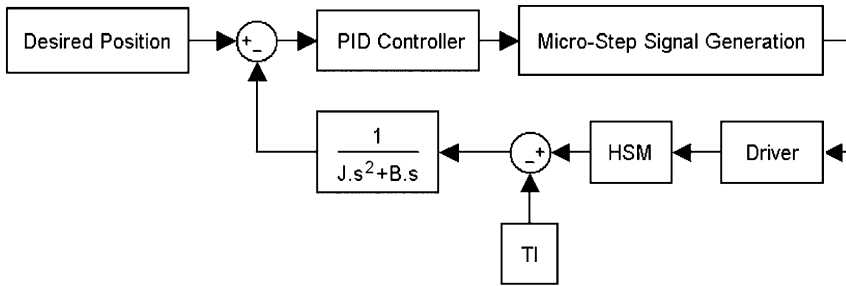 Desired Position
+
-
PID Controller
Micro-Step Signal Generation
1
J.s²+B.s
-
+
HSM
Driver
Tl